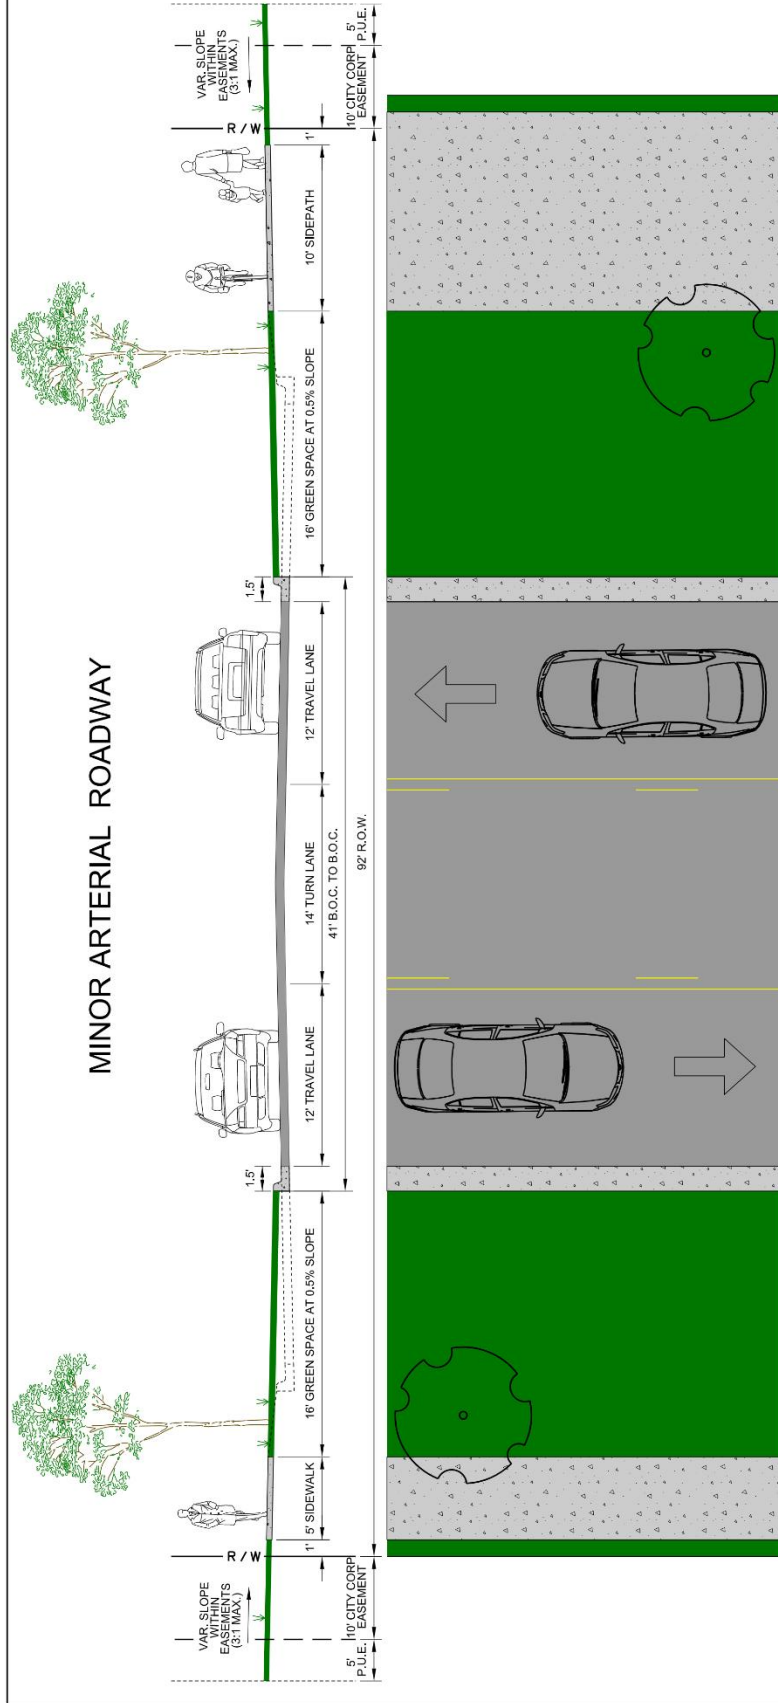 MINOR ARTERIAL ROADWAY
VAR. SLOPE
WITHIN
EASEMENTS
(3:1 MAX.)
VAR. SLOPE
WITHIN
EASEMENTS
(3:1 MAX.)
R / W
R / W
1.5'
1.5'
1'
5' SIDEWALK
16' GREEN SPACE AT 0.5% SLOPE
12' TRAVEL LANE
14' TURN LANE
12' TRAVEL LANE
16' GREEN SPACE AT 0.5% SLOPE
10' SIDEPATH
1'
41' B.O.C. TO B.O.C.
5'
P.U.E.
10' CITY CORP
EASEMENT
92' R.O.W.
10' CITY CORP
EASEMENT
5'
P.U.E.